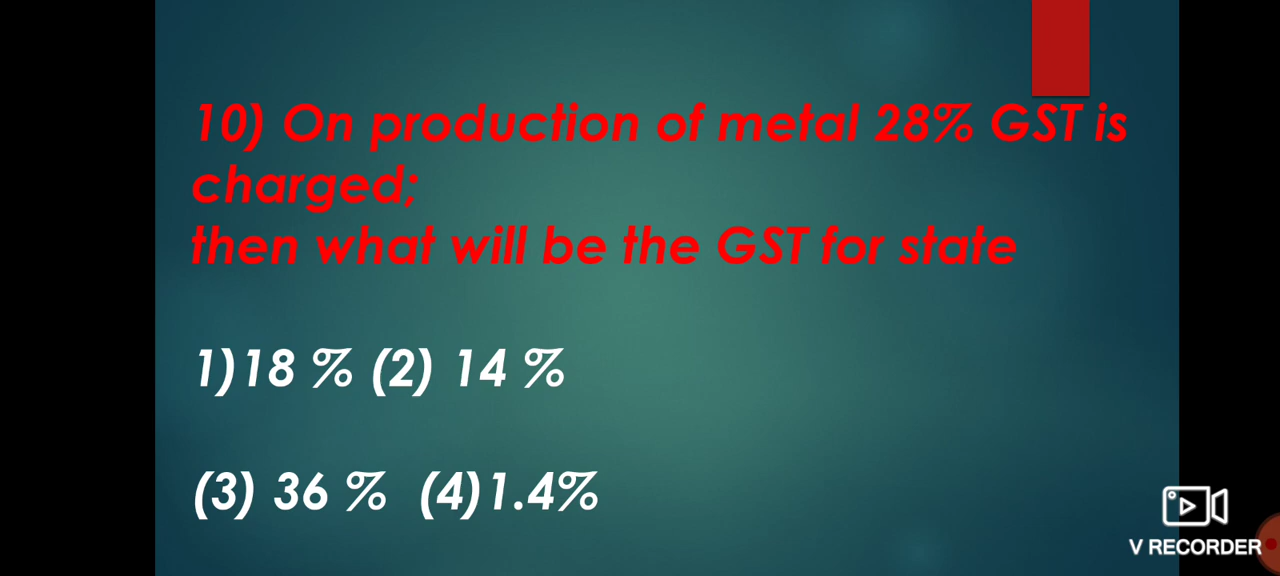 10) On production of metal 28% GST is
charged;
then what will be the GST for state
1)18 % (2) 14 %
(3) 36 % (4)1.4%
V RECORDER